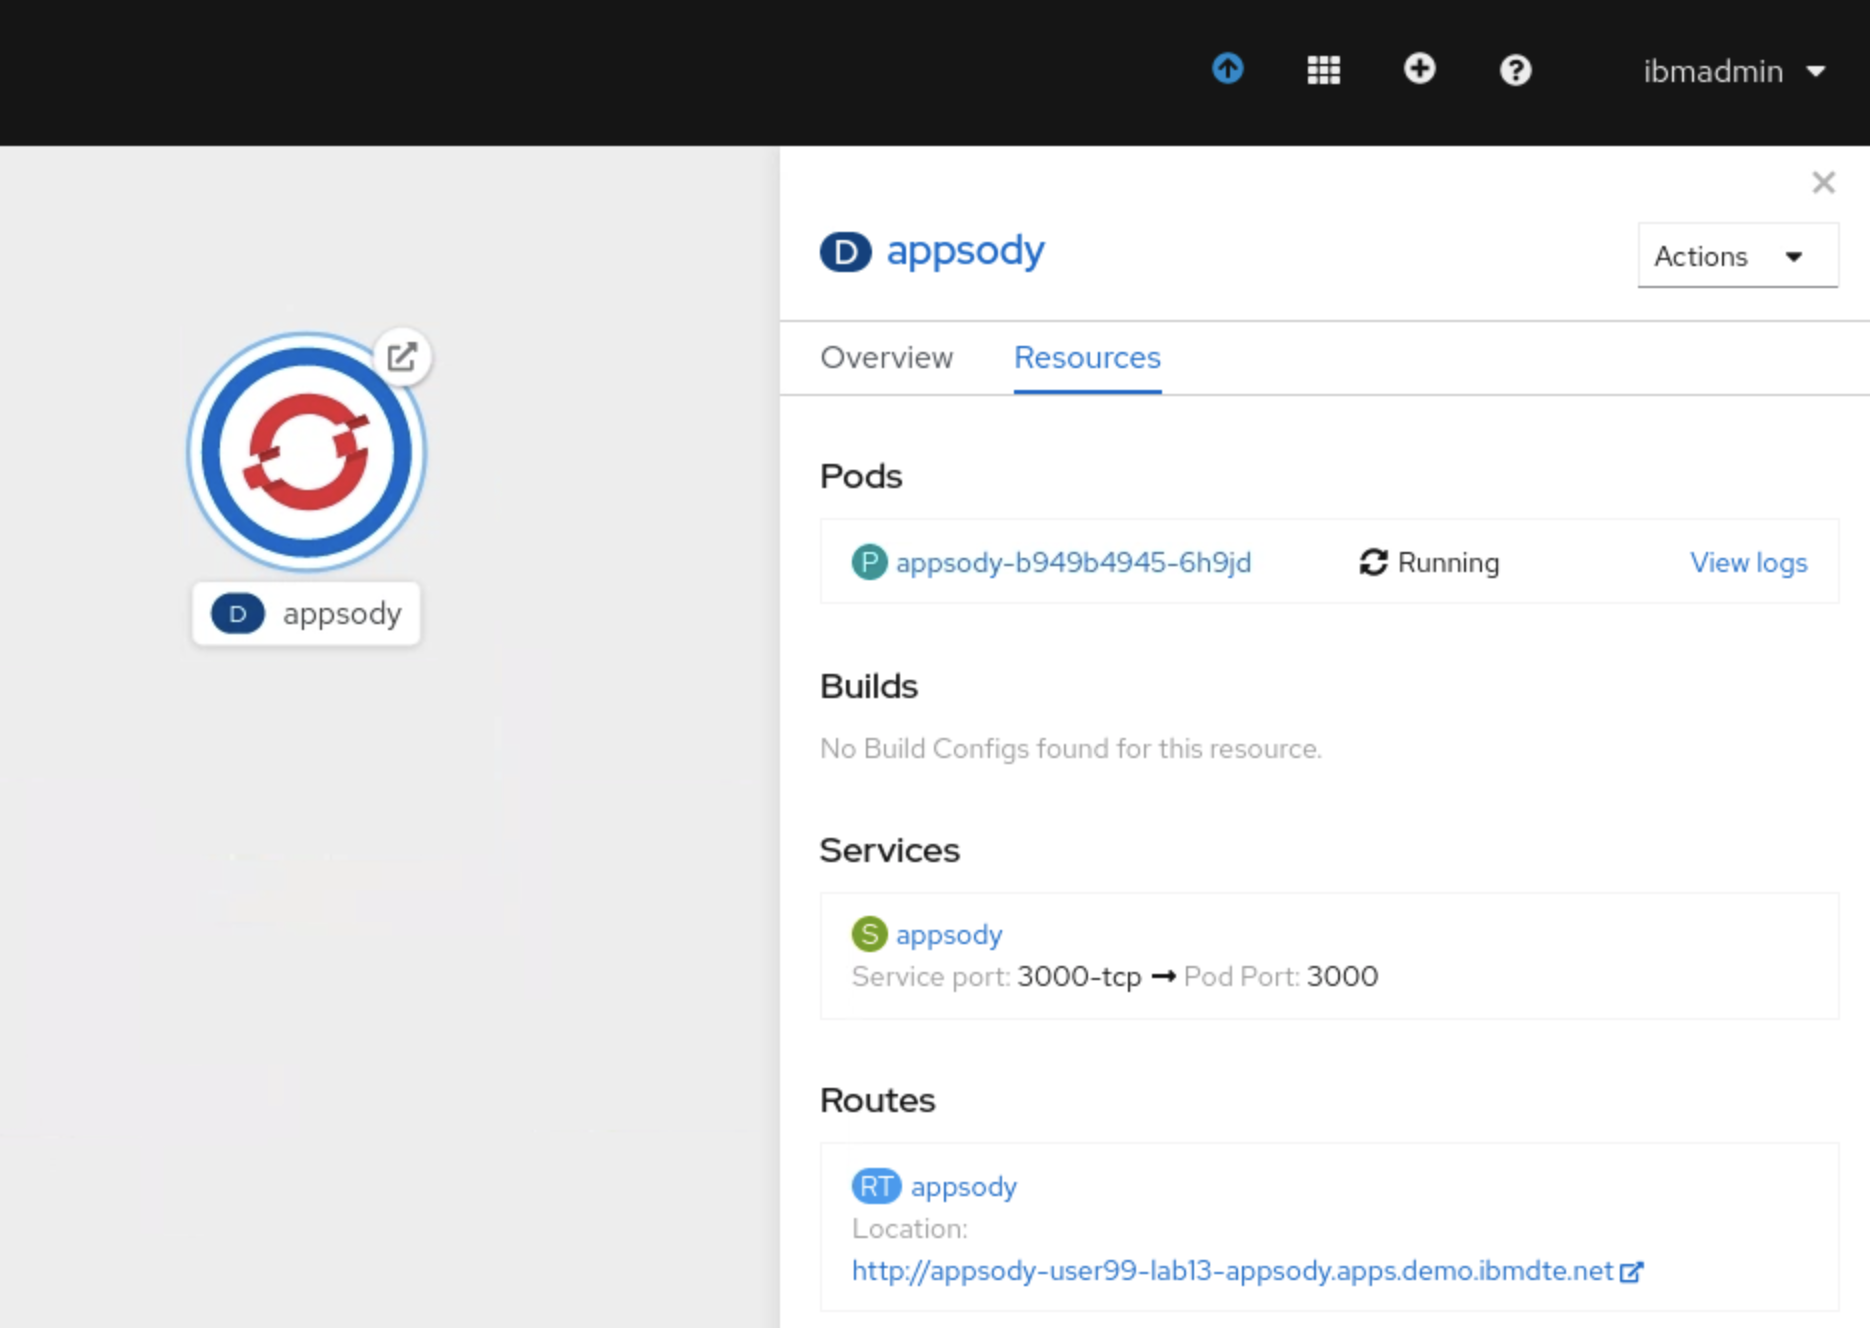 ibmadmin
D appsody
Actions
Overview Resources
Pods
P appsody-b949b4945-6h9jd Running View logs
D appsody
Builds
No Build Configs found for this resource.
Services
S appsody
Service port: 3000-tcp → Pod Port: 3000
Routes
RT appsody
Location:
http://appsody-user99-lab13-appsody.apps.demo.ibmdte.net